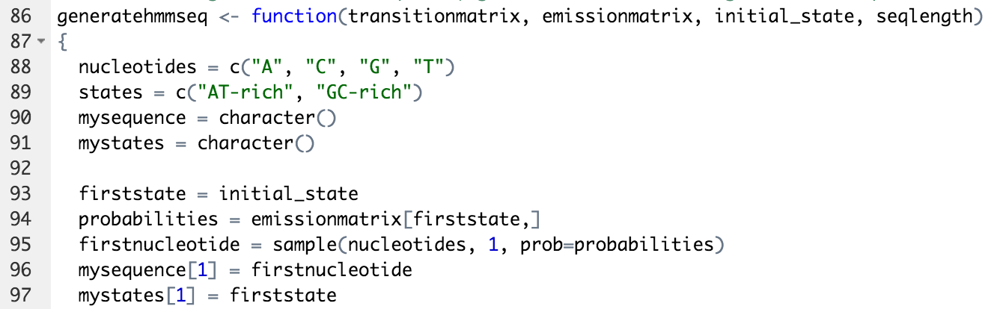 86 generatehmmseq <- function(transitionmatrix, emissionmatrix, initial_state, seqlength)
87 {
88 nucleotides = c("A", "C", "G", "T")
89 states = c("AT-rich", "GC-rich")
90 mysequence = character()
91 mystates = character()
92
93 firststate = initial_state
94 probabilities = emissionmatrix[firststate,]
95 firstnucleotide = sample(nucleotides, 1, prob=probabilities)
96 mysequence[1] = firstnucleotide
97 mystates[1] = firststate